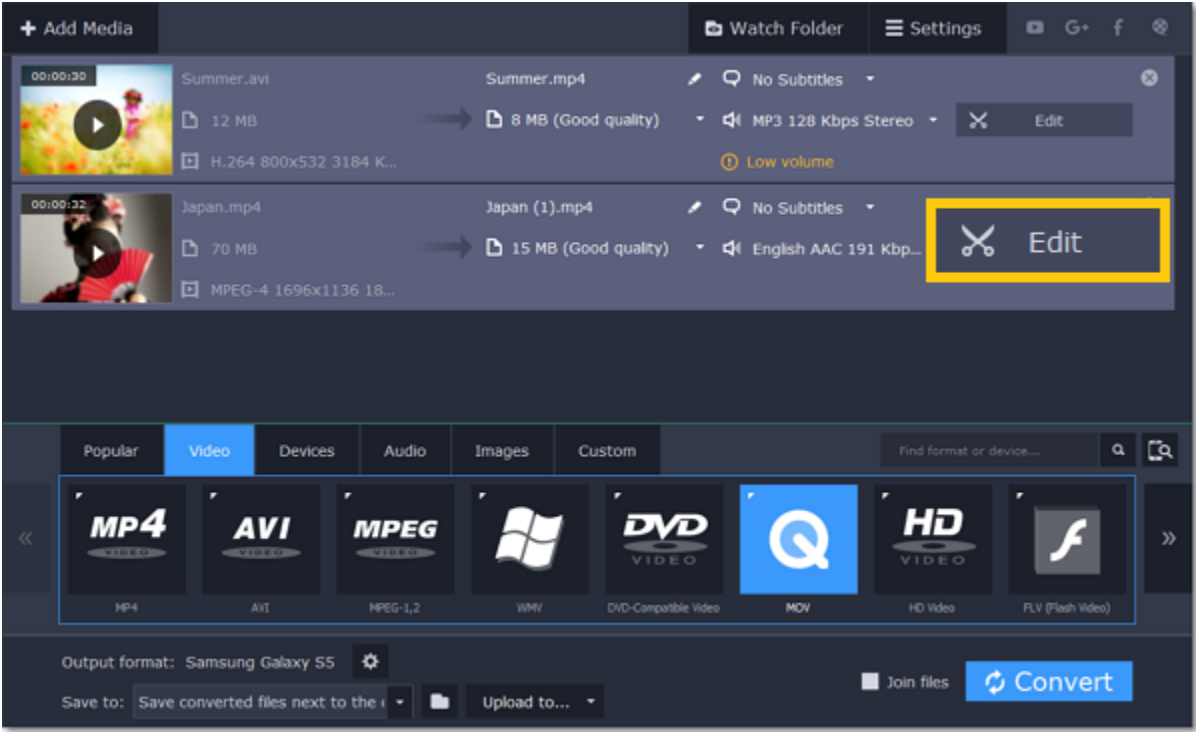 Add Media
Watch Folder
Settings
G+
f
00:00:30
Summer.avi
Summer.mp4
No Subtitles
12 MB
8 MB (Good quality)
MP3 128 Kbps Stereo
Edit
H.264 800x532 3184 K...
Low volume
00:00:32
Japan.mp4
Japan (1).mp4
No Subtitles
70 MB
15 MB (Good quality)
English AAC 191 Kbp...
Edit
MPEG-4 1696x1136 18...
Popular
Video
Devices
Audio
Images
Custom
Find format or device....
MP4
VIDEO
AVI
VIDEO
MPEG
VIDEO
DVD
VIDEO
HD
VIDEO
MP4
AVI
MPEG-1,2
WMV
DVD-Compatible Video
MOV
HD Video
FLV (Flash Video)
Output format: Samsung Galaxy S5
Join files
Convert
Save to:
Save converted files next to the
Upload to...